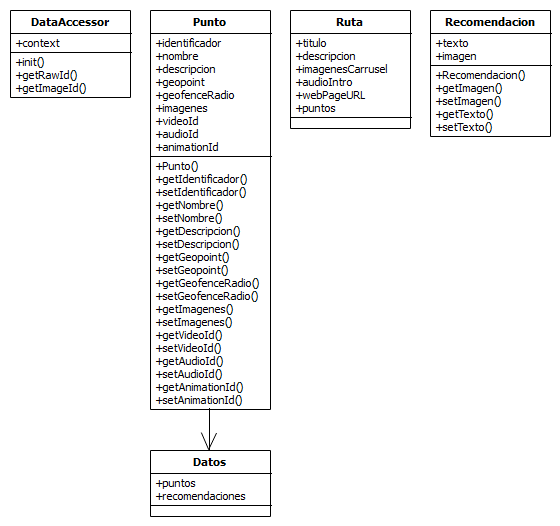 DataAccessor
+context
+init()
+getRawId()
+getImageId()
Punto
+identificador
+nombre
+descripcion
+geopoint
+geofenceRadio
+imagenes
+videoId
+audioId
+animationId
+Punto()
+getIdentificador()
+setIdentificador()
+getNombre()
+setNombre()
+getDescripcion()
+setDescripcion()
+getGeopoint()
+setGeopoint()
+getGeofenceRadio()
+setGeofenceRadio()
+getImagenes()
+setImagenes()
+getVideoId()
+setVideoId()
+getAudioId()
+setAudioId()
+getAnimationId()
+setAnimationId()
Ruta
+titulo
+descripcion
+imagenesCarrusel
+audioIntro
+webPageURL
+puntos
Recomendacion
+texto
+imagen
+Recomendacion()
+getImagen()
+setImagen()
+getTexto()
+setTexto()
Datos
+puntos
+recomendaciones